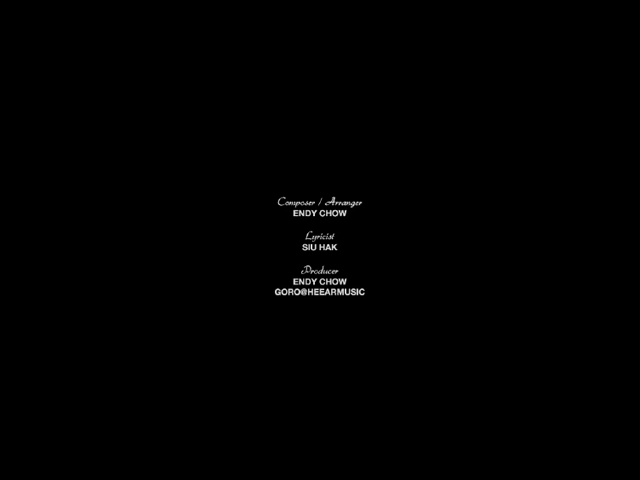 Composer / Arranger
ENDY CHOW
Lyricist
SIU HAK
Producer
ENDY CHOW
GORO@HEEARMUSIC